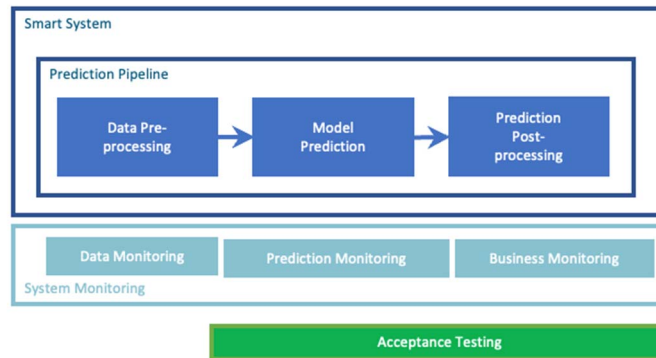 Smart System
Prediction Pipeline
Data Pre-
processing
Model
Prediction
Prediction
Post-
processing
Data Monitoring
Prediction Monitoring
Business Monitoring
System Monitoring
Acceptance Testing